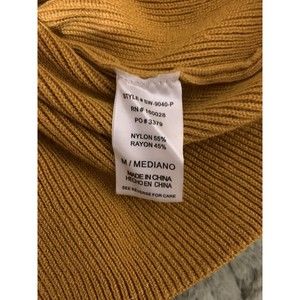 STYLE # SW-9040-P
RN # 160028
PO # 3379
NYLON 55%
RAYON 45%
M / MEDIANO
MADE IN CHINA
HECHO EN CHINA
SEE REVERSE FOR CARE